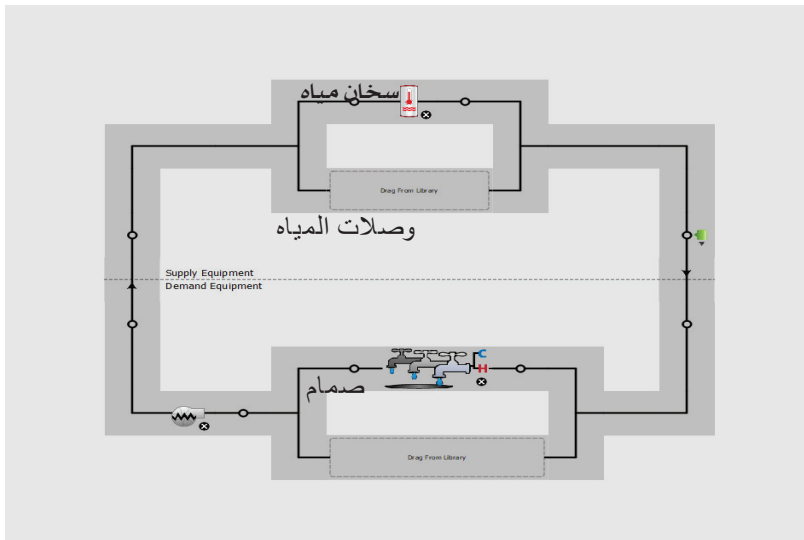 سخان مياه
Drag From Library
وصلات المياه
Supply Equipment
Demand Equipment
C
H
صمام
Drag From Library